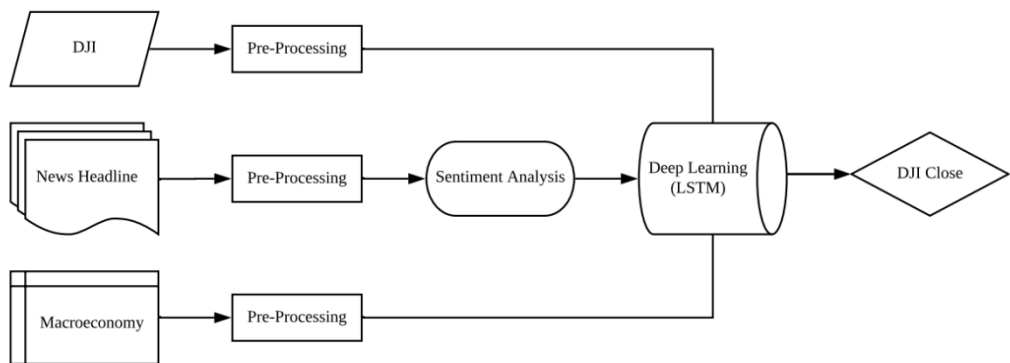 DJI
Pre-Processing
News Headline
Pre-Processing
Sentiment Analysis
Deep Learning
(LSTM)
DJI Close
Macroeconomy
Pre-Processing